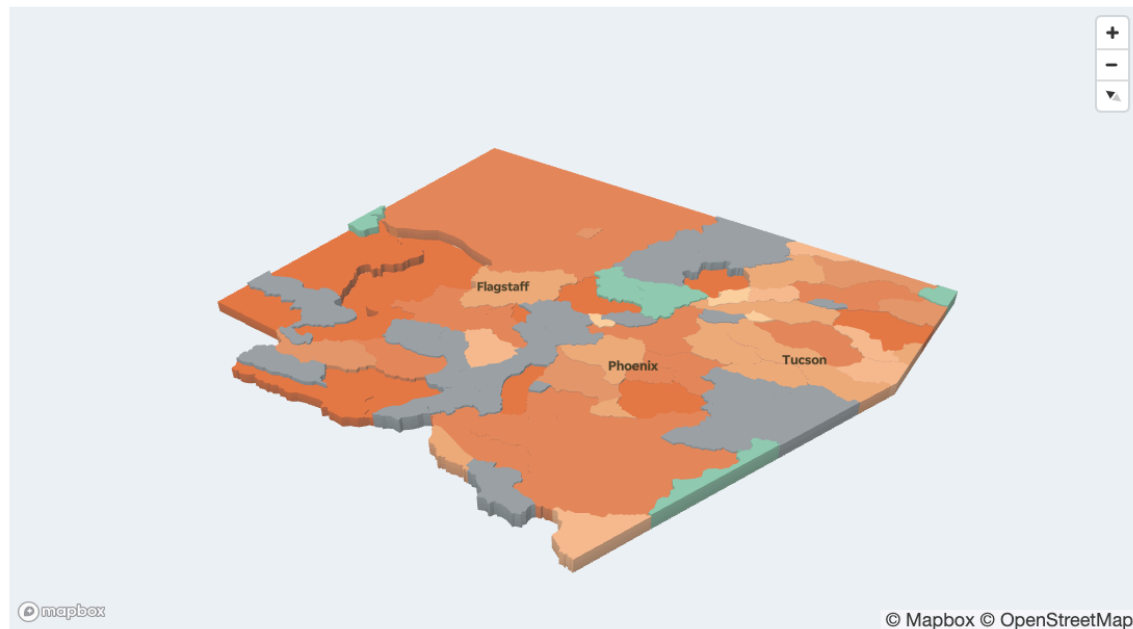 +
−
Flagstaff
Phoenix
Tucson
mapbox
© Mapbox © OpenStreetMap